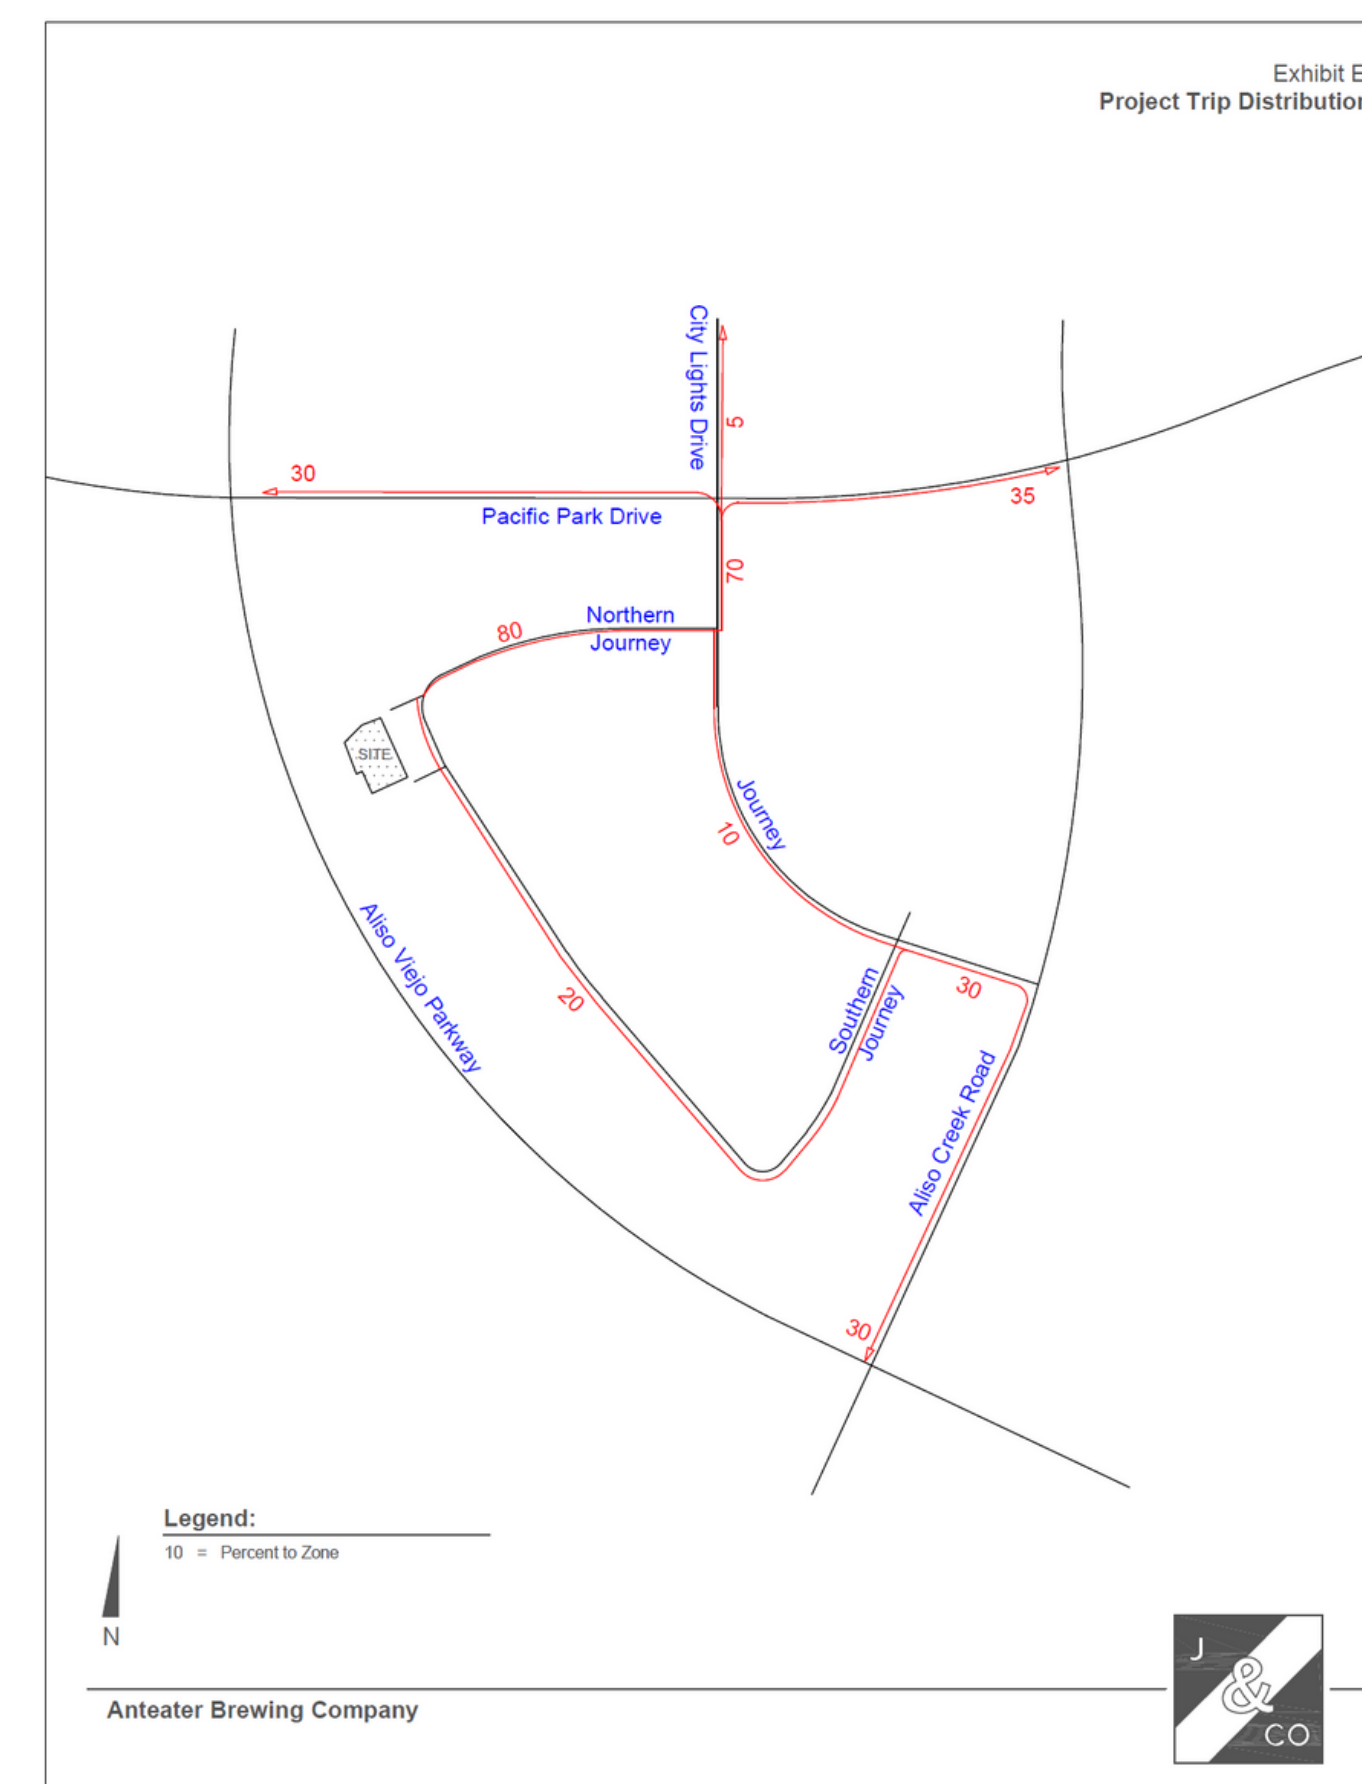 Exhibit E
Project Trip Distribution
City Lights Drive
5
30
35
Pacific Park Drive
70
Northern
Journey
80
SITE
Journey
10
Aliso Viejo Parkway
Southern
Journey
30
20
Aliso Creek Road
30
Legend:
10 = Percent to Zone
N
Anteater Brewing Company
J
&
CO